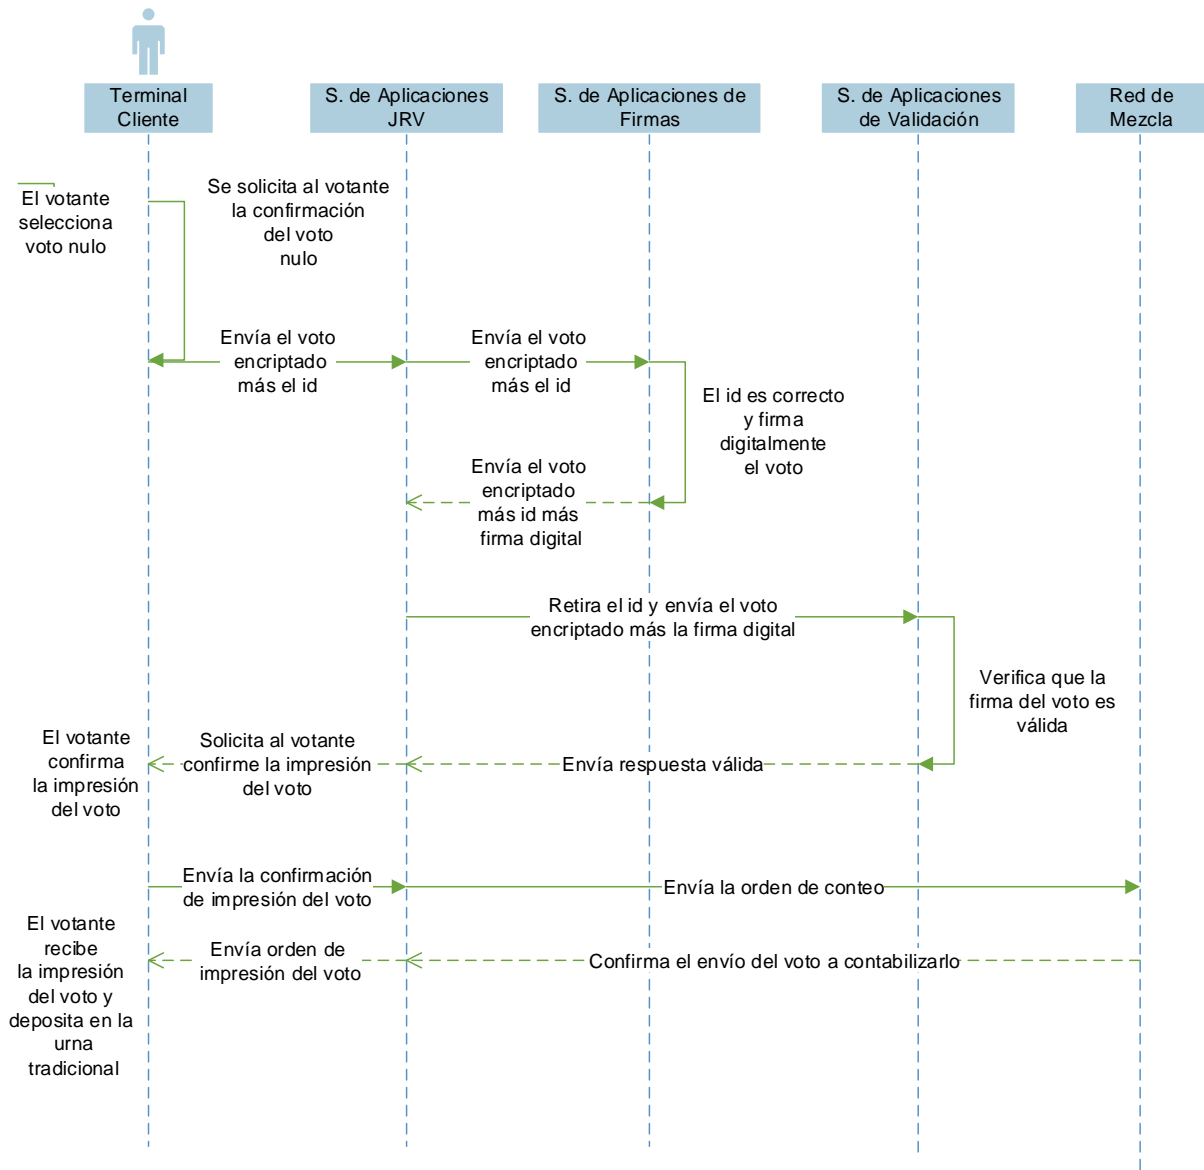 Terminal
Cliente
S. de Aplicaciones
JRV
S. de Aplicaciones de
Firmas
S. de Aplicaciones
de Validación
Red de
Mezcla
El votante
selecciona
voto nulo
Se solicita al votante
la confirmación
del voto
nulo
Envía el voto
encriptado
más el id
Envía el voto
encriptado
más el id
El id es correcto
y firma
digitalmente
el voto
Envía el voto
encriptado
más id más
firma digital
Retira el id y envía el voto
encriptado más la firma digital
Verifica que la
firma del voto es
válida
El votante
confirma
la impresión
del voto
Solicita al votante
confirme la impresión
del voto
Envía respuesta válida
Envía la confirmación
de impresión del voto
Envía la orden de conteo
El votante
recibe
la impresión
del voto y
deposita en la
urna
tradicional
Envía orden de
impresión del voto
Confirma el envío del voto a contabilizarlo